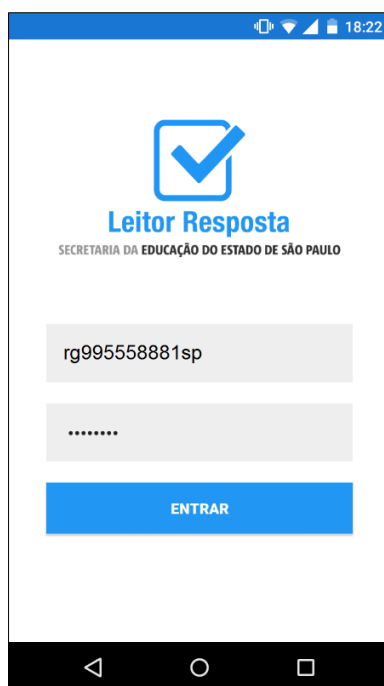 18:22
Leitor Resposta
SECRETARIA DA EDUCAÇÃO DO ESTADO DE SÃO PAULO
rg995558881sp
••••••••
ENTRAR